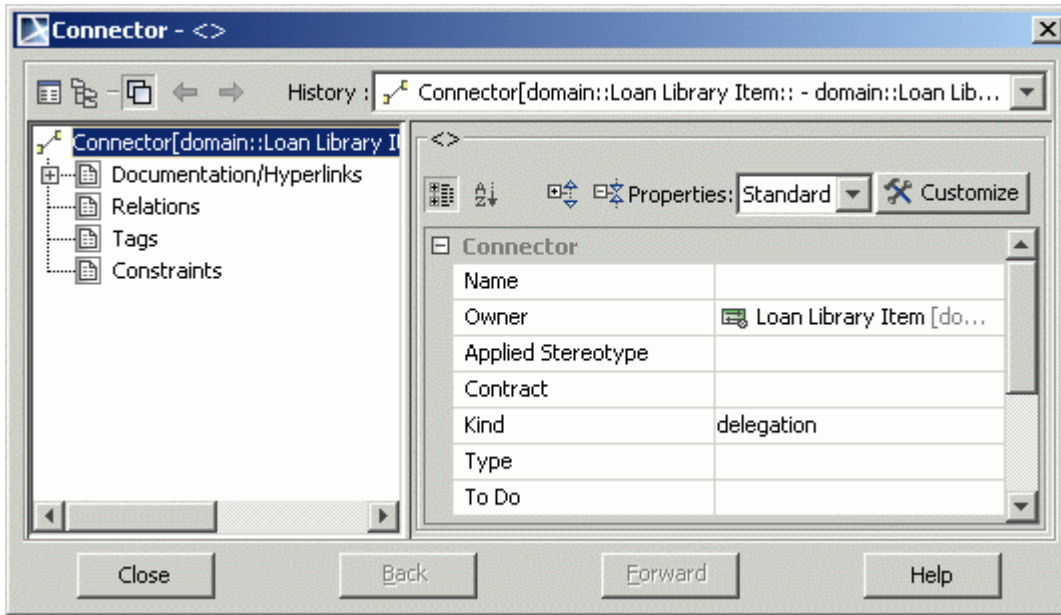 Connector - <>
History : Connector[domain::Loan Library Item:: - domain::Loan Lib...
Connector[domain::Loan Library I
Documentation/Hyperlinks
Relations
Tags
Constraints
<>
Properties: Standard Customize
Connector
Name
Owner Loan Library Item [do...
Applied Stereotype
Contract
Kind delegation
Type
To Do
Close Back Forward Help